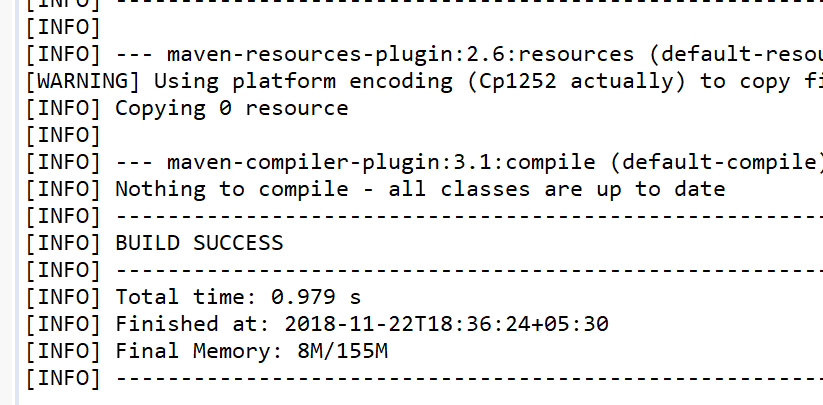 [INFO] ------------------------------------------------------
[INFO]
[INFO] --- maven-resources-plugin:2.6:resources (default-resou
[WARNING] Using platform encoding (Cp1252 actually) to copy fi
[INFO] Copying 0 resource
[INFO]
[INFO] --- maven-compiler-plugin:3.1:compile (default-compile)
[INFO] Nothing to compile - all classes are up to date
[INFO] ------------------------------------------------------
[INFO] BUILD SUCCESS
[INFO] ------------------------------------------------------
[INFO] Total time: 0.979 s
[INFO] Finished at: 2018-11-22T18:36:24+05:30
[INFO] Final Memory: 8M/155M
[INFO] ------------------------------------------------------